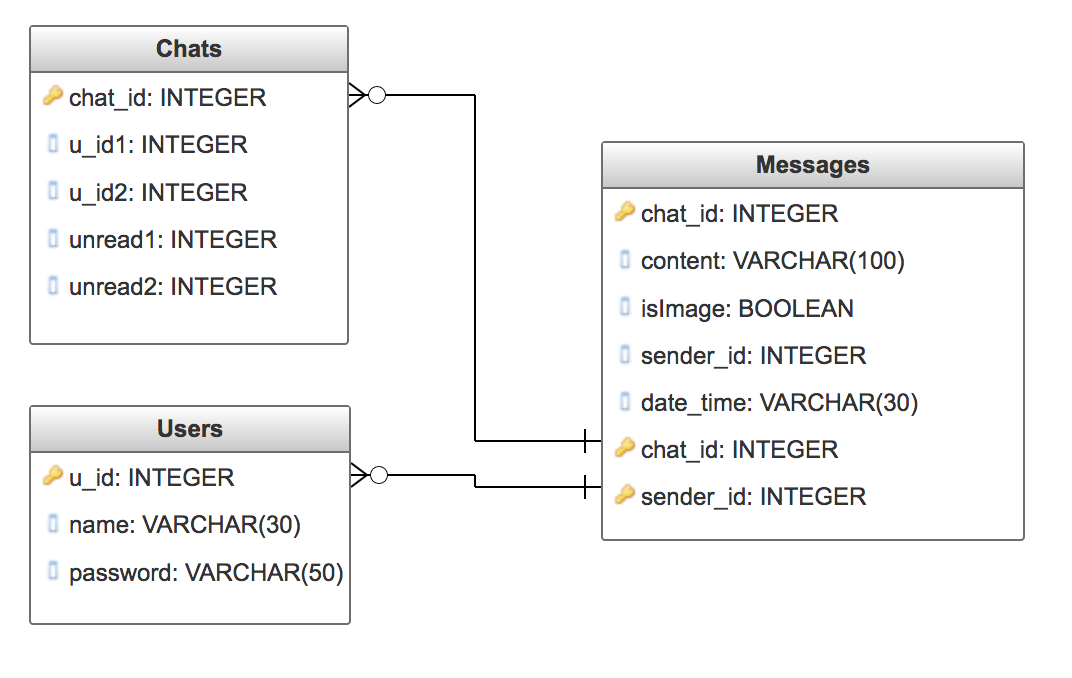 Chats
chat_id: INTEGER
u_id1: INTEGER
u_id2: INTEGER
unread1: INTEGER
unread2: INTEGER
Messages
chat_id: INTEGER
content: VARCHAR(100)
isImage: BOOLEAN
sender_id: INTEGER
date_time: VARCHAR(30)
chat_id: INTEGER
sender_id: INTEGER
Users
u_id: INTEGER
name: VARCHAR(30)
password: VARCHAR(50)